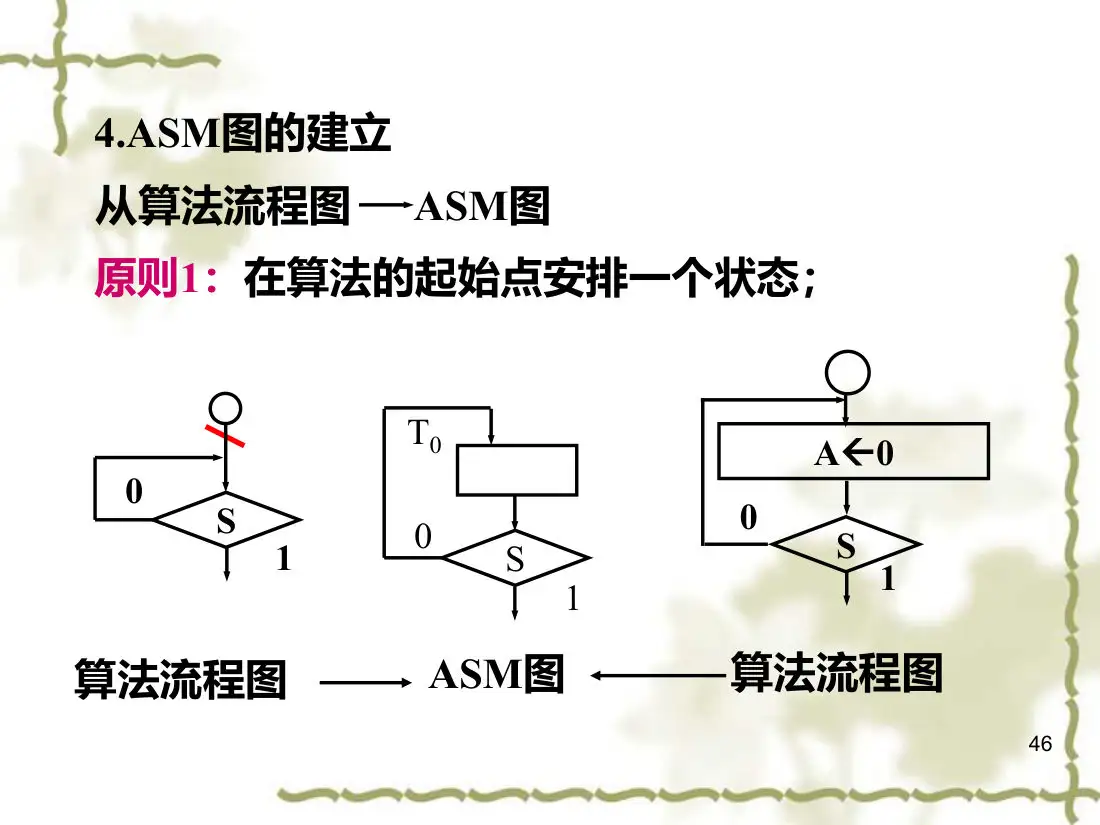 4.ASM图的建立
从算法流程图 ASM图
原则1：在算法的起始点安排一个状态；
0
S
1
T0
0
S
1
A←0
0
S
1
算法流程图
ASM图
算法流程图
46